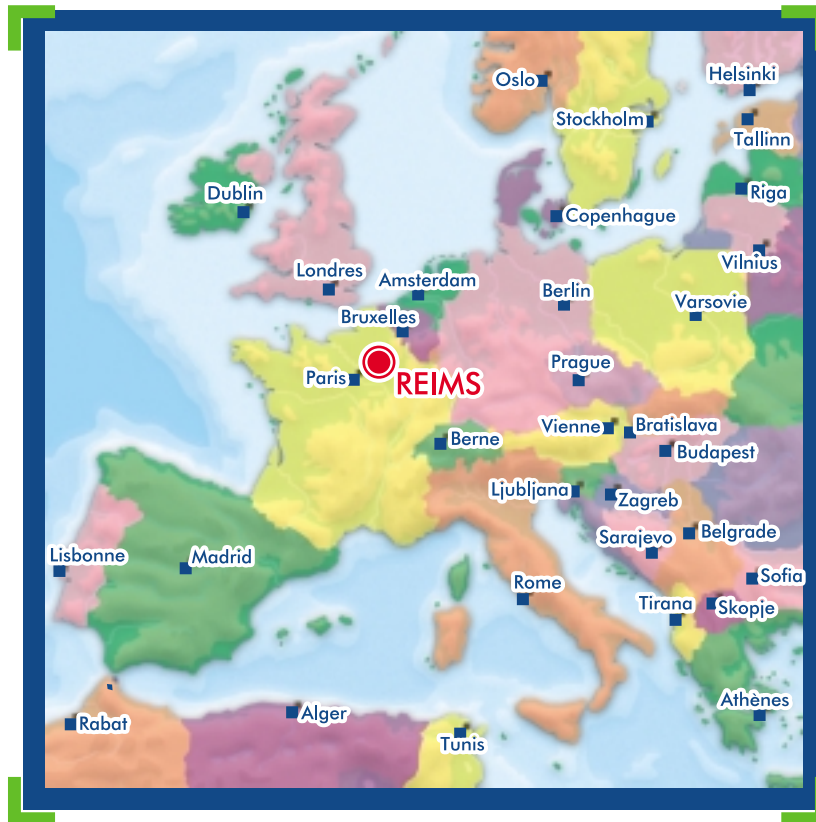 Oslo
Helsinki
Stockholm
Tallinn
Riga
Dublin
Copenhague
Vilnius
Londres
Amsterdam
Berlin
Varsovie
Bruxelles
Prague
Paris
REIMS
Vienne
Bratislava
Berne
Budapest
Ljubljana
Zagreb
Sarajevo
Belgrade
Lisbonne
Madrid
Sofia
Rome
Tirana
Skopje
Athènes
Rabat
Alger
Tunis